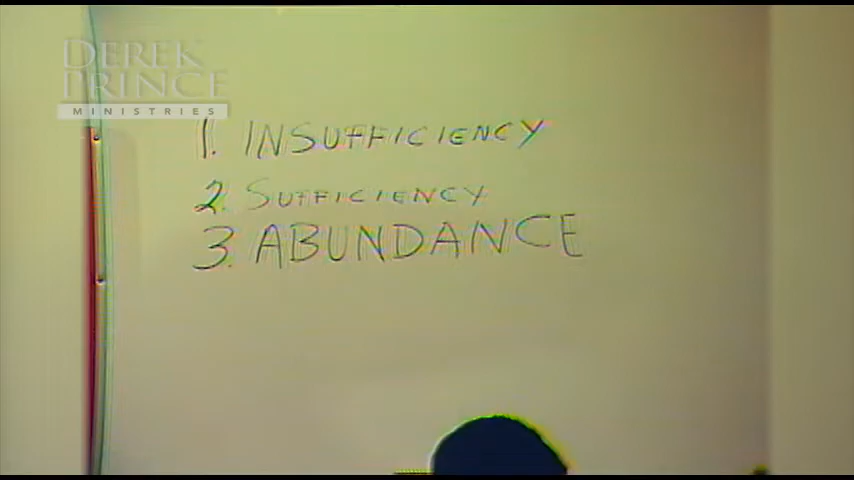 DEREK
PRINCE
MINISTRIES
1. INSUFFICIENCY
2. SUFFICIENCY
3. ABUNDANCE